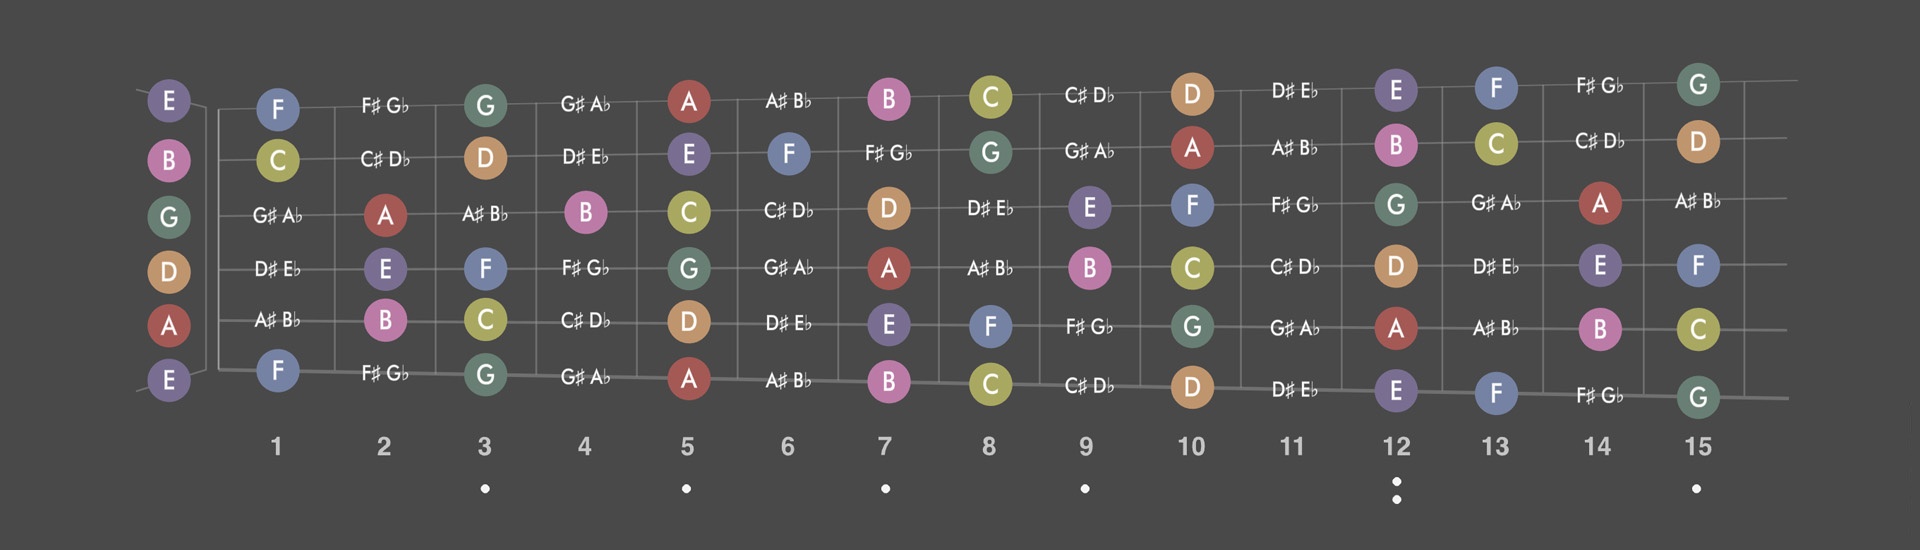 E F F♯ G♭ G G♯ A♭ A A♯ B♭ B C C♯ D♭ D D♯ E♭ E F F♯ G♭ G
B C C♯ D♭ D D♯ E♭ E F F♯ G♭ G G♯ A♭ A A♯ B♭ B C C♯ D♭ D
G G♯ A♭ A A♯ B♭ B C C♯ D♭ D D♯ E♭ E F F♯ G♭ G G♯ A♭ A A♯ B♭
D D♯ E♭ E F F♯ G♭ G G♯ A♭ A A♯ B♭ B C C♯ D♭ D D♯ E♭ E F
A A♯ B♭ B C C♯ D♭ D D♯ E♭ E F F♯ G♭ G G♯ A♭ A A♯ B♭ B C
E F F♯ G♭ G G♯ A♭ A A♯ B♭ B C C♯ D♭ D D♯ E♭ E F F♯ G♭ G
1 2 3 4 5 6 7 8 9 10 11 12 13 14 15